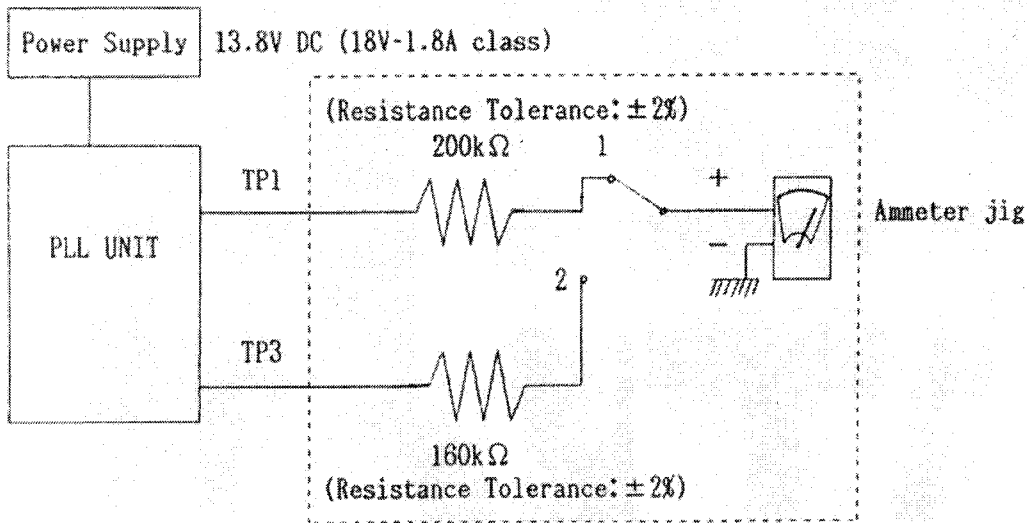 Power Supply
13.8V DC (18V-1.8A class)
(Resistance Tolerance: ±2%)
200kΩ
1
TP1
+
Ammeter jig
PLL UNIT
−
2
TP3
160kΩ
(Resistance Tolerance: ±2%)